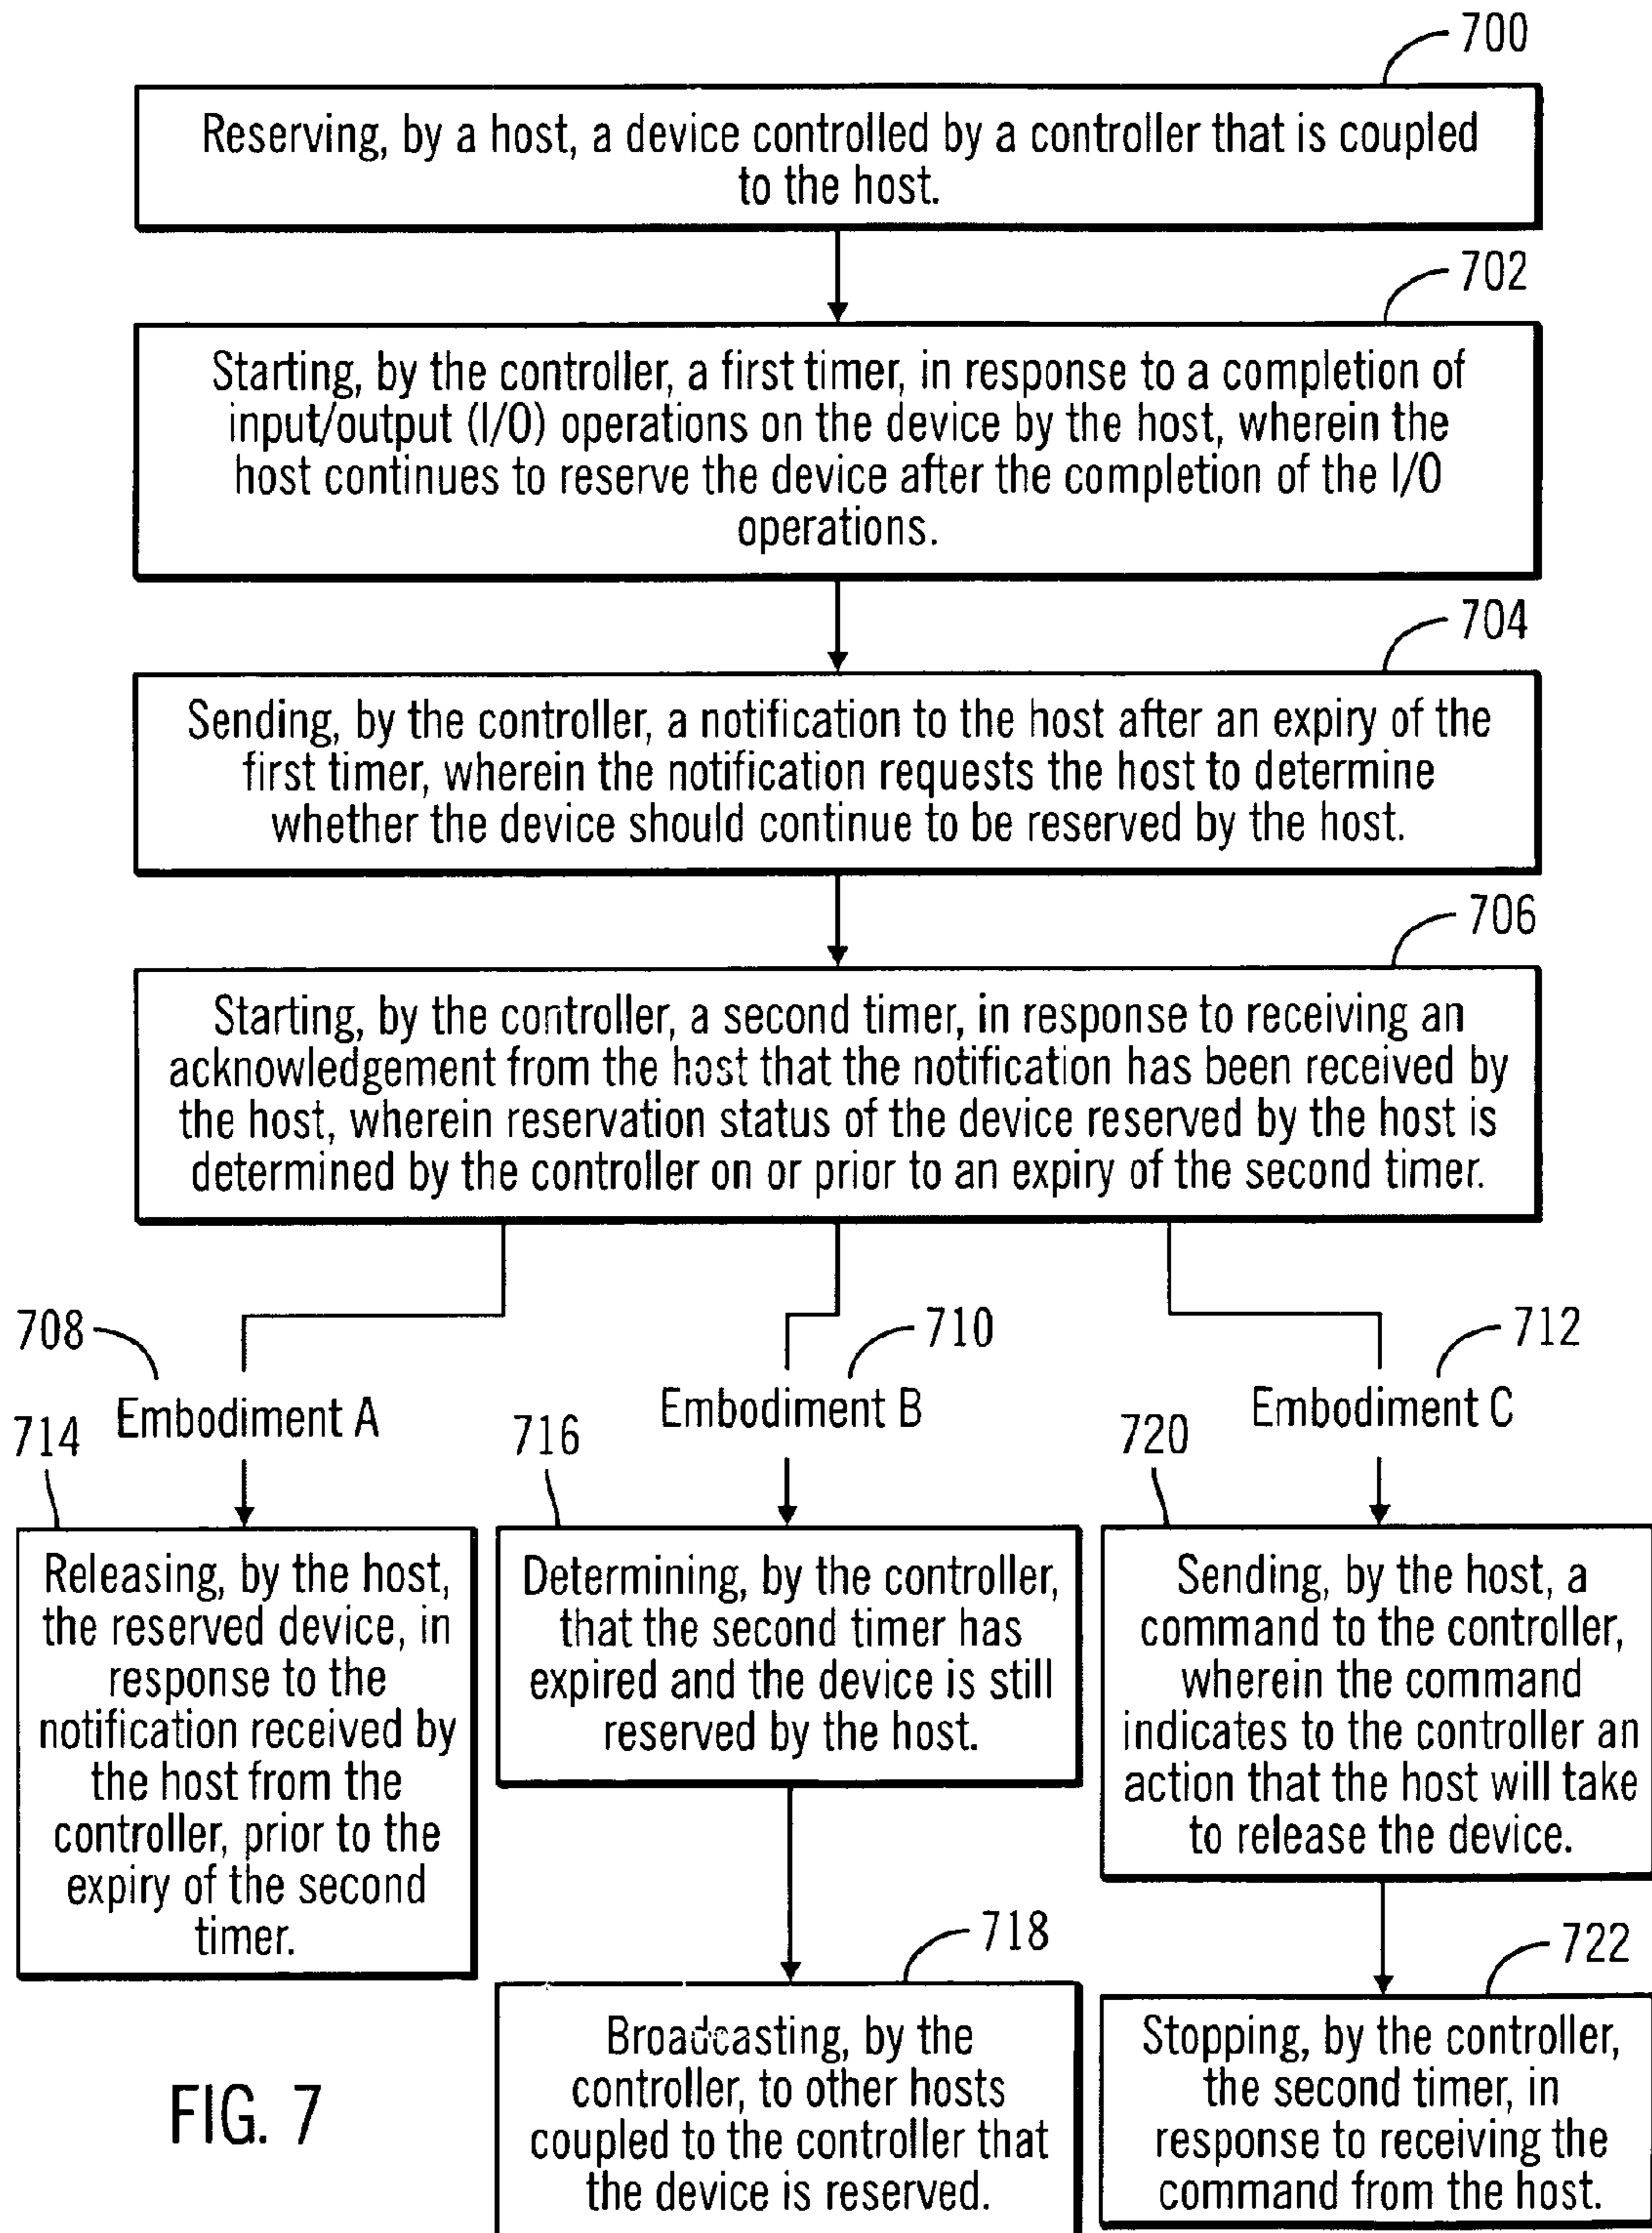 700
Reserving, by a host, a device controlled by a controller that is coupled
to the host.
702
Starting, by the controller, a first timer, in response to a completion of
input/output (I/O) operations on the device by the host, wherein the
host continues to reserve the device after the completion of the I/O
operations.
704
Sending, by the controller, a notification to the host after an expiry of the
first timer, wherein the notification requests the host to determine
whether the device should continue to be reserved by the host.
706
Starting, by the controller, a second timer, in response to receiving an
acknowledgement from the host that the notification has been received by
the host, wherein reservation status of the device reserved by the host is
determined by the controller on or prior to an expiry of the second timer.
708
Embodiment A
714
Releasing, by the host,
the reserved device, in
response to the
notification received by
the host from the
controller, prior to the
expiry of the second
timer.
710
Embodiment B
716
Determining, by the controller,
that the second timer has
expired and the device is still
reserved by the host.
718
Broadcasting, by the
controller, to other hosts
coupled to the controller that
the device is reserved.
712
Embodiment C
720
Sending, by the host, a
command to the controller,
wherein the command
indicates to the controller an
action that the host will take
to release the device.
722
Stopping, by the controller,
the second timer, in
response to receiving the
command from the host.
FIG. 7